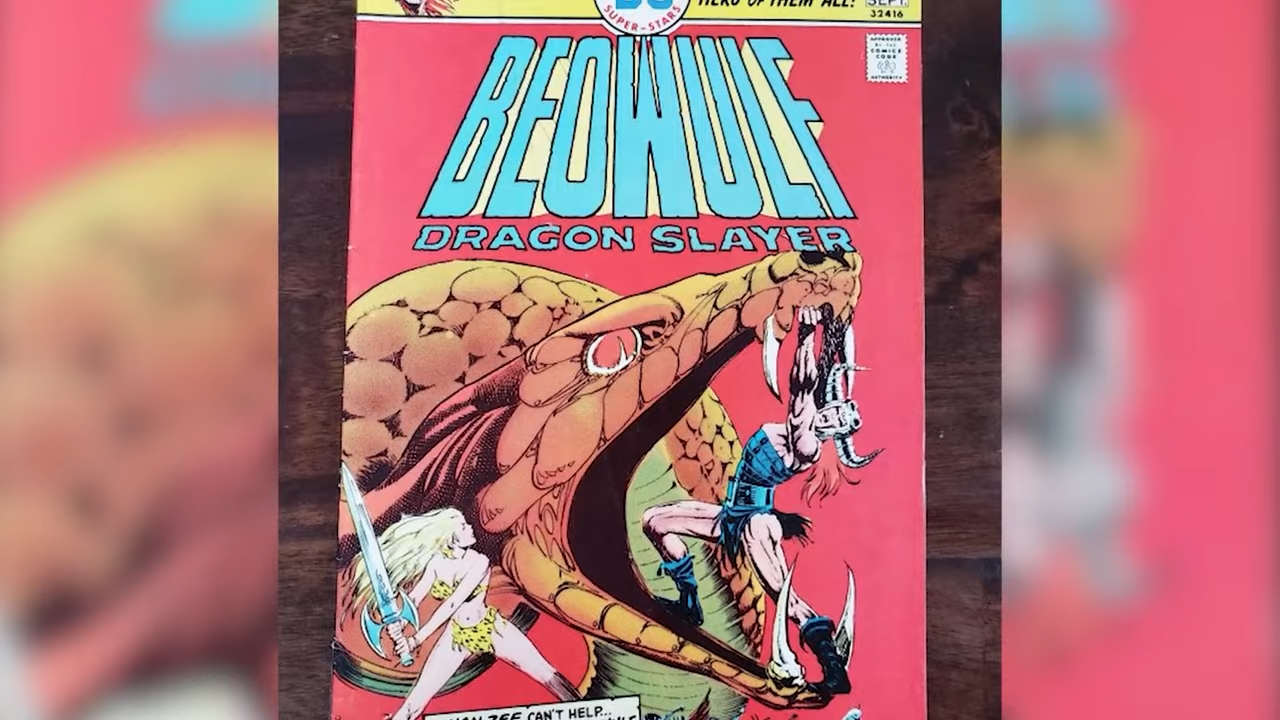 HERO OF THEM ALL!
SEPT.
32416
SUPER-STARS
APPROVED
BY THE
COMICS
CODE
AUTHORITY
BEOWULF
DRAGON SLAYER
ZEE CAN'T HELP...